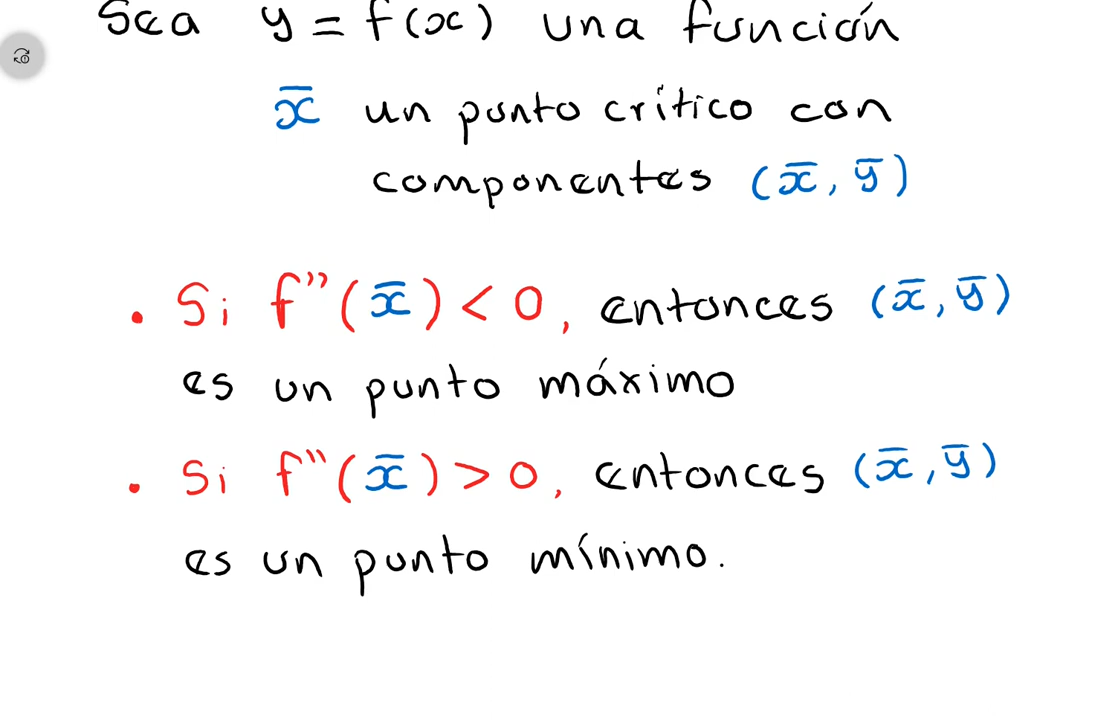 Sea y = f(x) una función
x̄ un punto crítico con
componentes (x̄, ȳ)
• Si f''(x̄) < 0, entonces (x̄, ȳ)
es un punto máximo
• Si f''(x̄) > 0, entonces (x̄, ȳ)
es un punto mínimo.